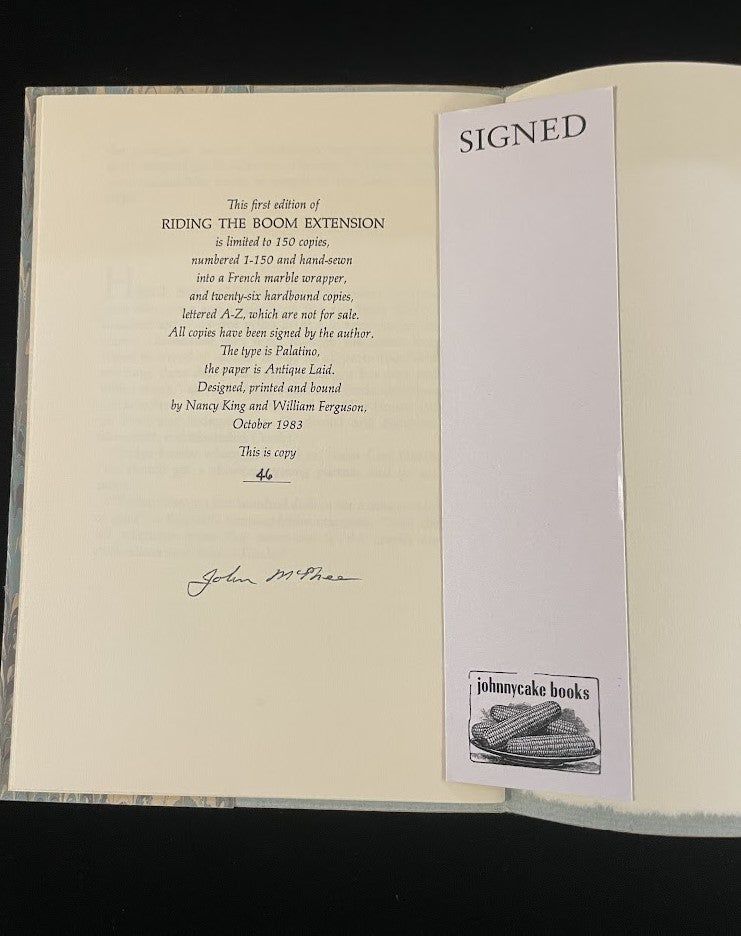 This first edition of
RIDING THE BOOM EXTENSION
is limited to 150 copies,
numbered 1-150 and hand-sewn
into a French marble wrapper,
and twenty-six hardbound copies,
lettered A-Z, which are not for sale.
All copies have been signed by the author.
The type is Palatino,
the paper is Antique Laid.
Designed, printed and bound
by Nancy King and William Ferguson,
October 1983
This is copy
46
John McPhee
SIGNED
johnnycake books